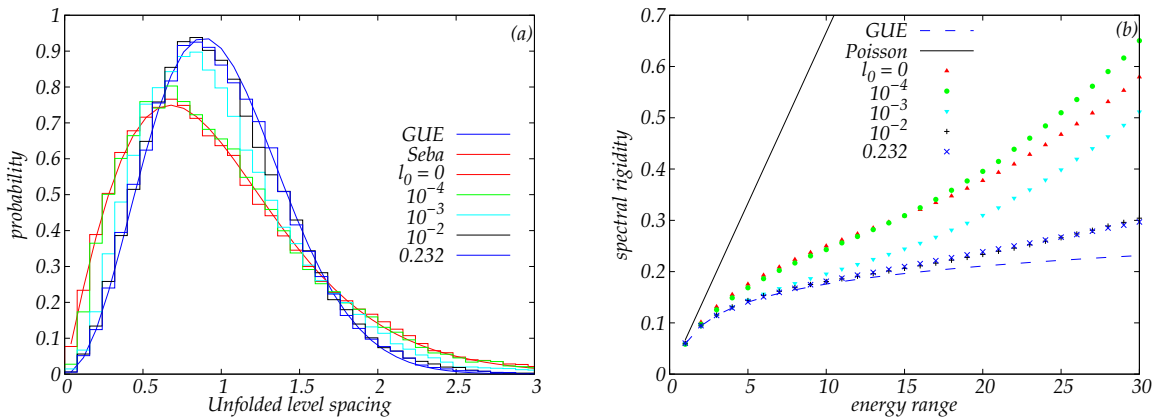 (a)
1
0.9
0.8
0.7
0.6
0.5
0.4
0.3
0.2
0.1
0
probability
GUE
Seba
l₀ = 0
10⁻⁴
10⁻³
10⁻²
0.232
0 0.5 1 1.5 2 2.5 3
Unfolded level spacing
(b)
0.7
0.6
0.5
0.4
0.3
0.2
0.1
0
spectral rigidity
GUE
Poisson
l₀ = 0
10⁻⁴
10⁻³
10⁻²
0.232
0 5 10 15 20 25 30
energy range